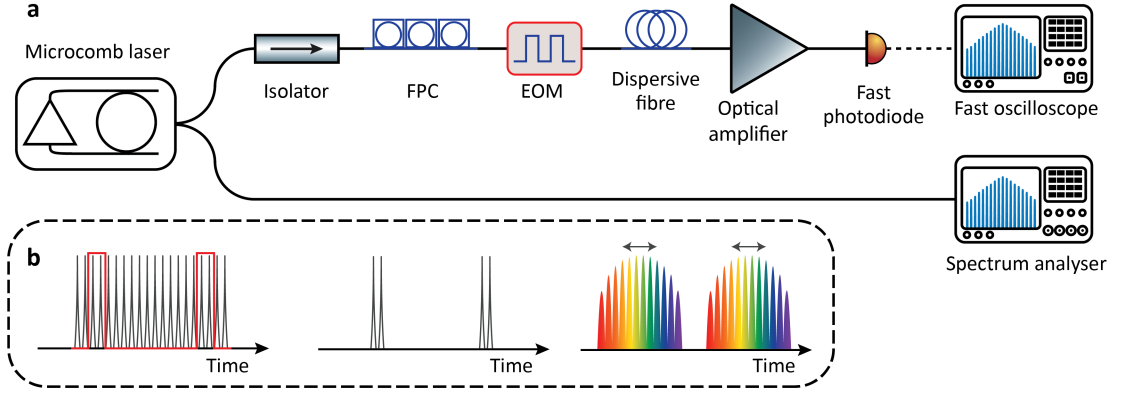 a
Microcomb laser
Isolator
FPC
EOM
Dispersive
fibre
Optical
amplifier
Fast
photodiode
Fast oscilloscope
Spectrum analyser
b
Time
Time
Time